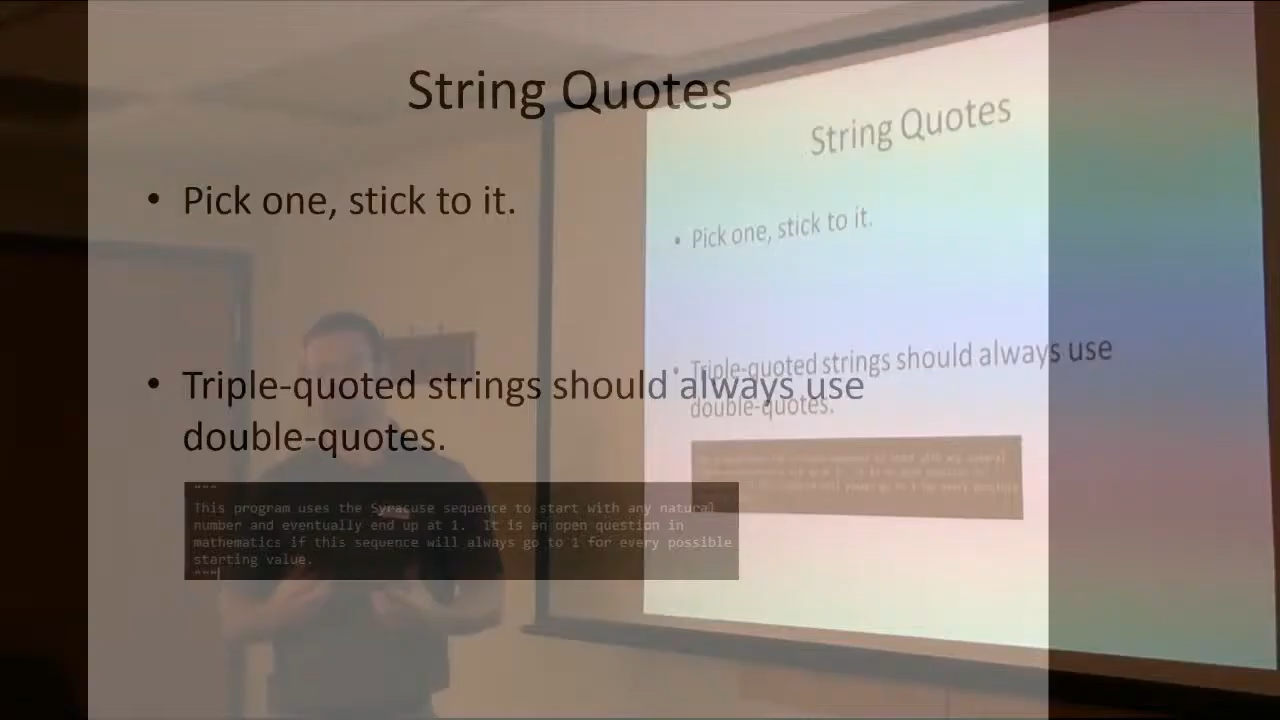 String Quotes
• Pick one, stick to it.
• Triple-quoted strings should always use
double-quotes.
"""
This program uses the Syracuse sequence to start with any natural
number and eventually end up at 1.  It is an open question in
mathematics if this sequence will always go to 1 for every possible
starting value.
"""
String Quotes
• Pick one, stick to it.
• Triple-quoted strings should always use
double-quotes.